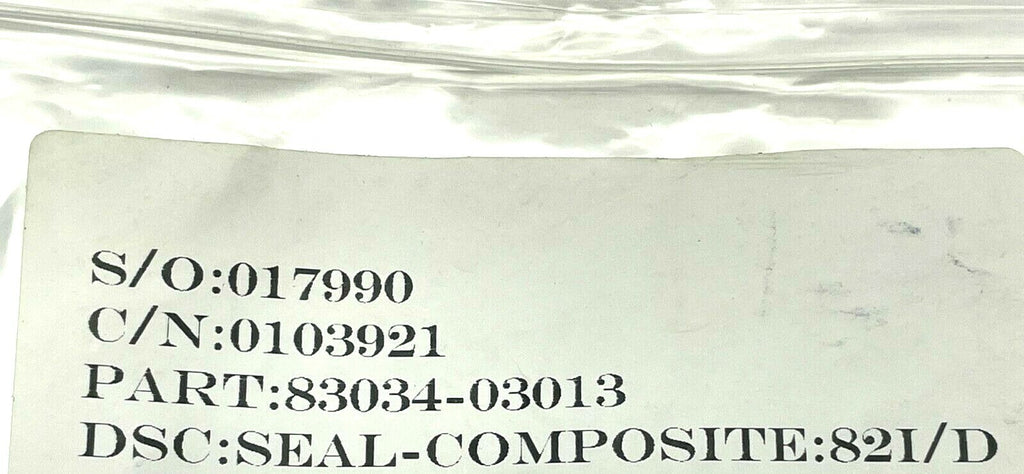 S/O:017990
C/N:0103921
PART:83034-03013
DSC:SEAL-COMPOSITE:82I/D